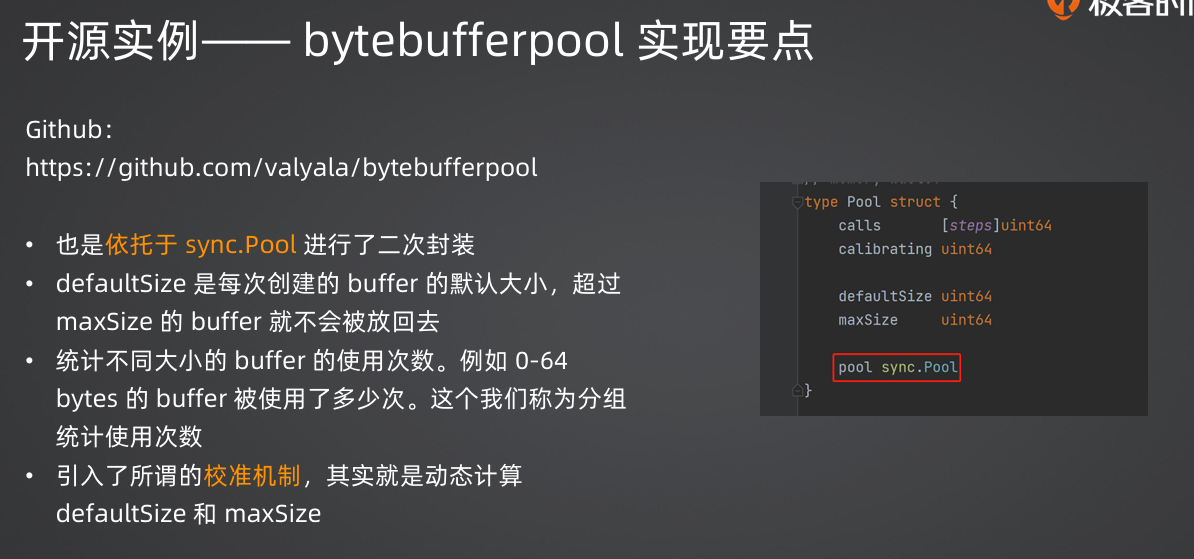 开源实例—— bytebufferpool 实现要点
Github：
https://github.com/valyala/bytebufferpool
• 也是依托于 sync.Pool 进行了二次封装
• defaultSize 是每次创建的 buffer 的默认大小，超过
maxSize 的 buffer 就不会被放回去
• 统计不同大小的 buffer 的使用次数。例如 0-64
bytes 的 buffer 被使用了多少次。这个我们称为分组
统计使用次数
• 引入了所谓的校准机制，其实就是动态计算
defaultSize 和 maxSize
type Pool struct {
calls [steps]uint64
calibrating uint64
defaultSize uint64
maxSize uint64
pool sync.Pool
}